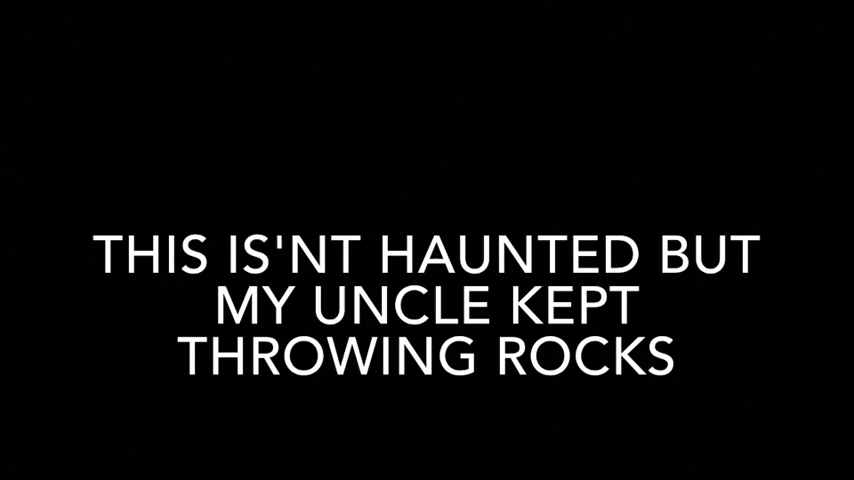 THIS IS'NT HAUNTED BUT
MY UNCLE KEPT
THROWING ROCKS